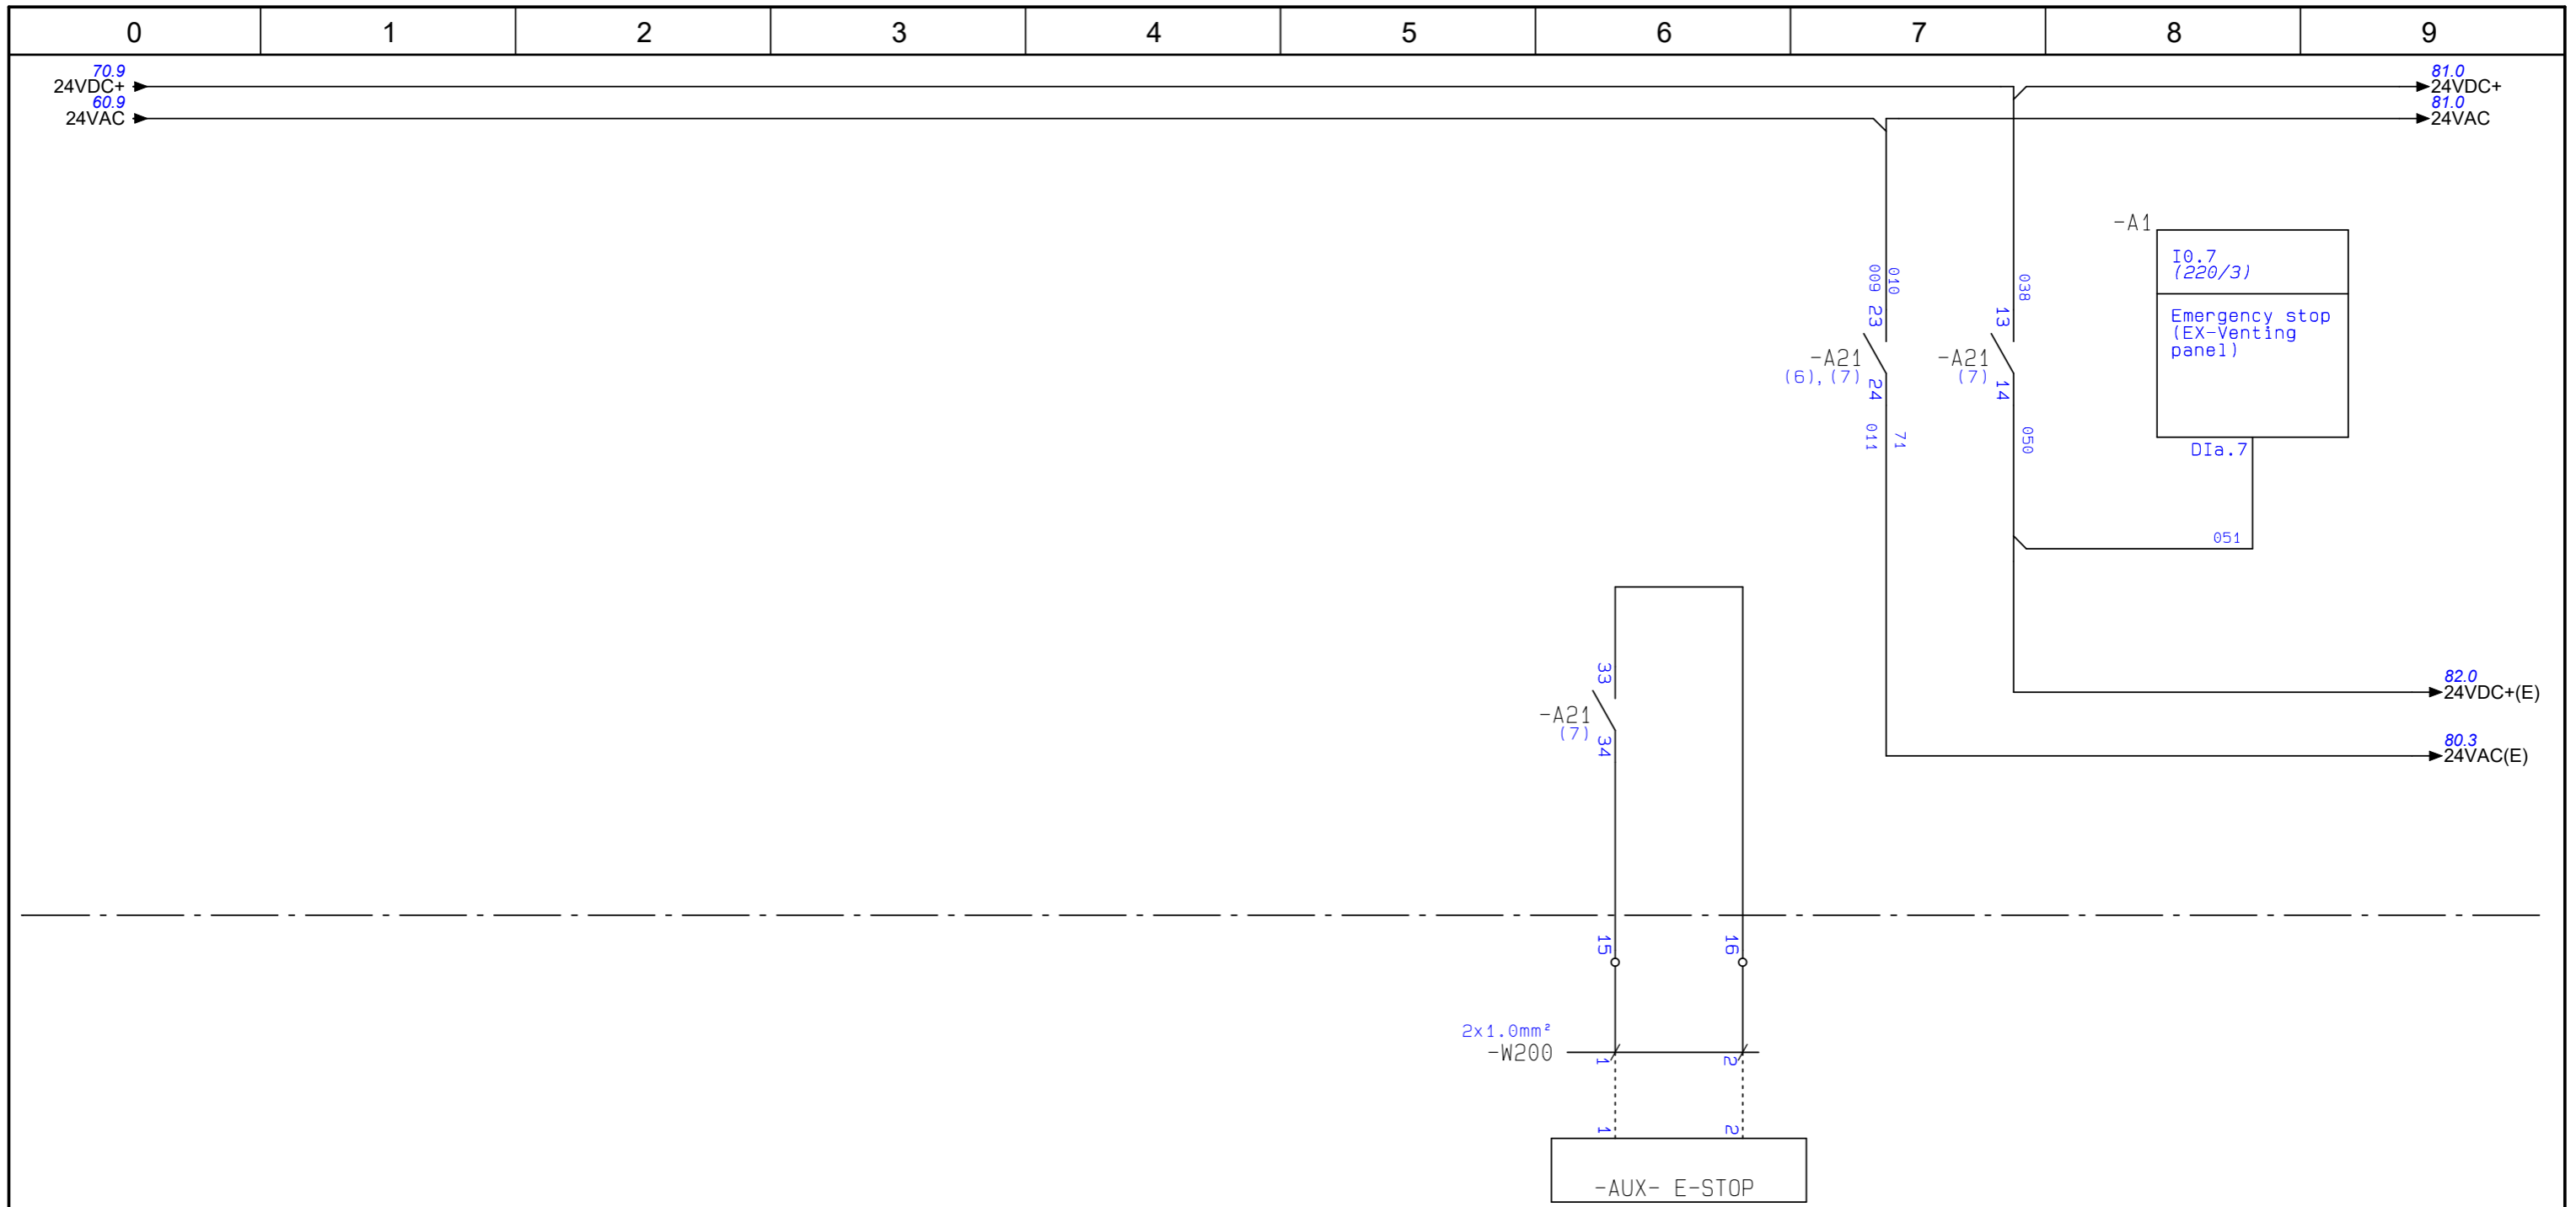 0 1 2 3 4 5 6 7 8 9
70.9
24VDC+
60.9
24VAC
81.0
24VDC+
81.0
24VAC
-A1
I0.7
(220/3)
Emergency stop
(EX-Venting
panel)
DIa.7
009
010
23
-A21
(6),(7)
24
011
71
038
13
-A21
(7)
14
050
051
33
-A21
(7)
34
82.0
24VDC+(E)
80.3
24VAC(E)
15
16
2x1.0mm²
-W200
1
2
1
2
-AUX- E-STOP